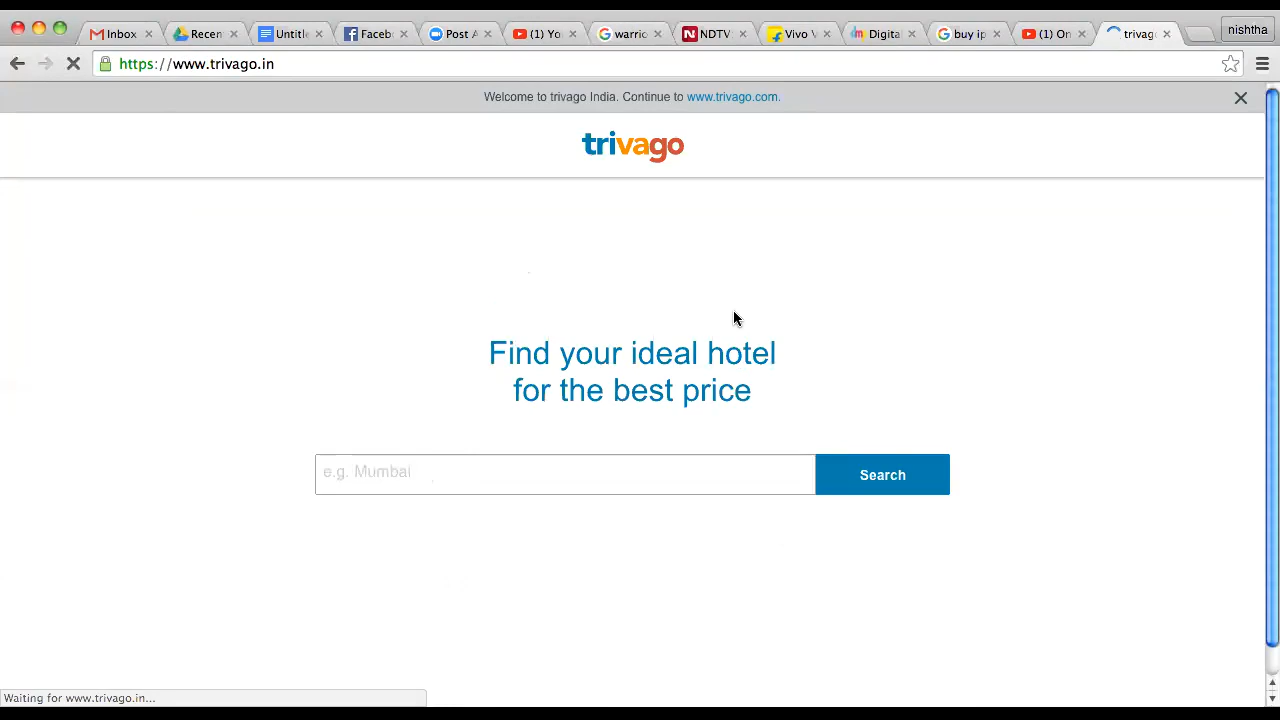 Inbox
Recen
Untitl
Facebo
Post A
(1) Yo
warrio
NDTV
Vivo V
Digita
buy ip
(1) On
trivag
nishtha
https://www.trivago.in
Welcome to trivago India. Continue to www.trivago.com.
trivago
Find your ideal hotel
for the best price
e.g. Mumbai
Search
Waiting for www.trivago.in...